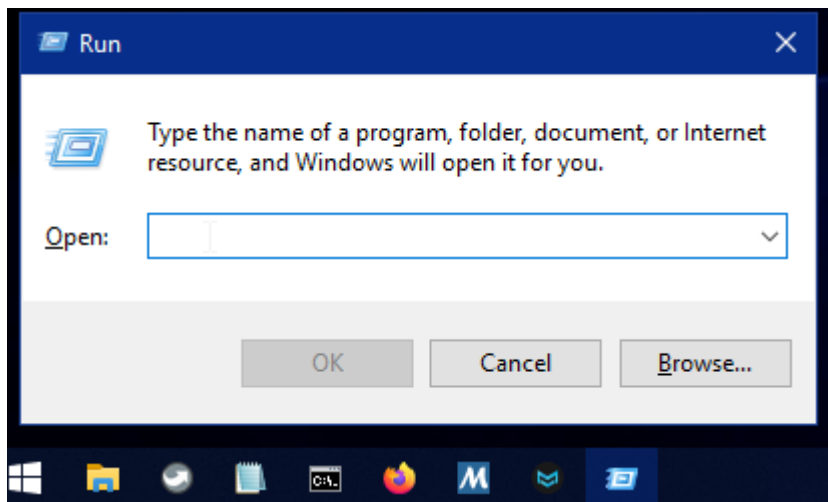 Run
Type the name of a program, folder, document, or Internet
resource, and Windows will open it for you.
Open:
OK
Cancel
Browse...
C:\.